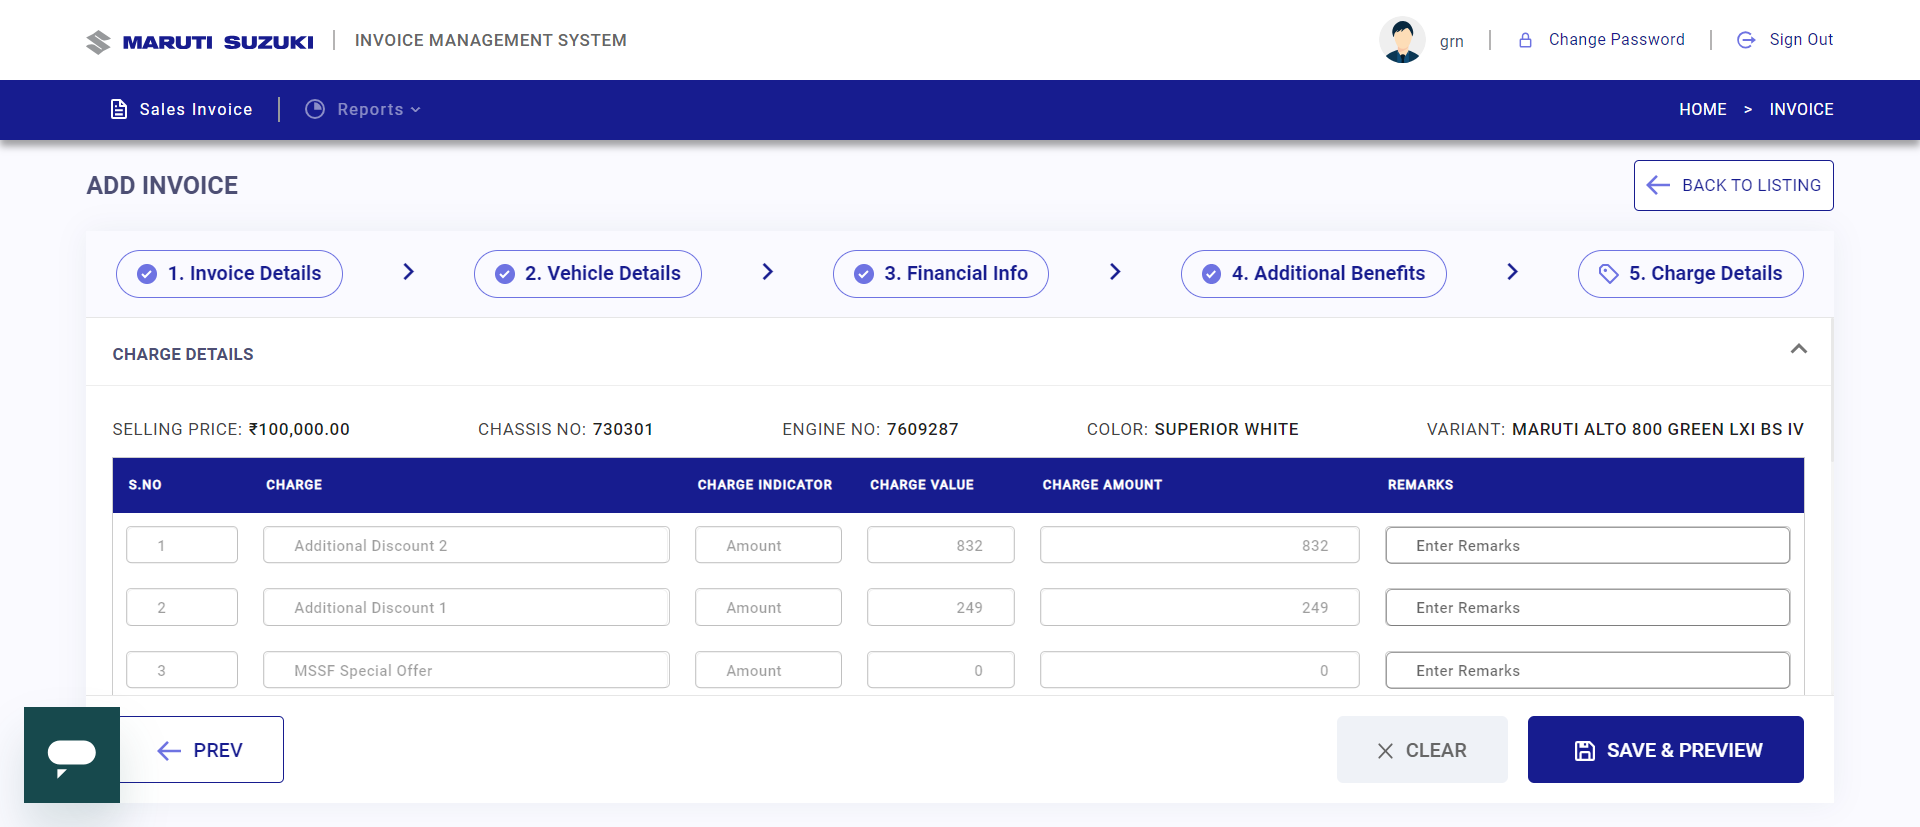 MARUTI SUZUKI | INVOICE MANAGEMENT SYSTEM
grn | Change Password | Sign Out
Sales Invoice | Reports
HOME > INVOICE
ADD INVOICE
BACK TO LISTING
1. Invoice Details > 2. Vehicle Details > 3. Financial Info > 4. Additional Benefits > 5. Charge Details
CHARGE DETAILS
SELLING PRICE: ₹100,000.00 CHASSIS NO: 730301 ENGINE NO: 7609287 COLOR: SUPERIOR WHITE VARIANT: MARUTI ALTO 800 GREEN LXI BS IV
S.NO CHARGE CHARGE INDICATOR CHARGE VALUE CHARGE AMOUNT REMARKS
1 Additional Discount 2 Amount 832 832 Enter Remarks
2 Additional Discount 1 Amount 249 249 Enter Remarks
3 MSSF Special Offer Amount 0 0 Enter Remarks
PREV CLEAR SAVE & PREVIEW